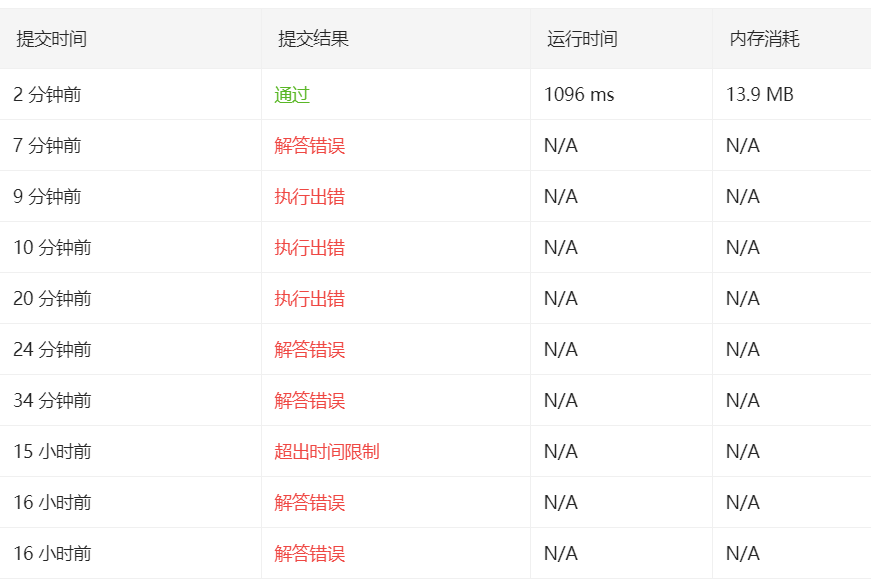 提交时间 提交结果 运行时间 内存消耗
2 分钟前 通过 1096 ms 13.9 MB
7 分钟前 解答错误 N/A N/A
9 分钟前 执行出错 N/A N/A
10 分钟前 执行出错 N/A N/A
20 分钟前 执行出错 N/A N/A
24 分钟前 解答错误 N/A N/A
34 分钟前 解答错误 N/A N/A
15 小时前 超出时间限制 N/A N/A
16 小时前 解答错误 N/A N/A
16 小时前 解答错误 N/A N/A